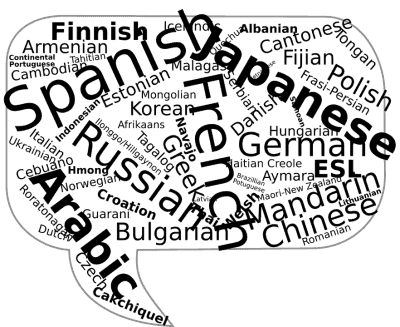 Finnish
Icelandic
Albanian
Cantonese
Tongan
Armenian
Spanish
Japanese
Continental
Portuguese
Tahitian
Cambodian
Malagasy
Serbian
Fijian
Frasi-Persian
Polish
Estonian
Mongolian
Korean
French
Danish
Samoan
Indonesian
Afrikaans
Navajo
Hungarian
German
Italian
Ukrainian
Russian
Ilonggo/Hiligaynon
Tagalog
Greek
Haitian Creole
ESL
Cebuano
Hmong
Norwegian
Aymara
Brazilian
Portuguese
Maori-New Zealand
Lithuanian
Mandarin
Arabic
Latvian
Thai
Croation
Guarani
Chinese
Romanian
Roratongan
Dutch
Bulgarian
Czech
Cakchiquel